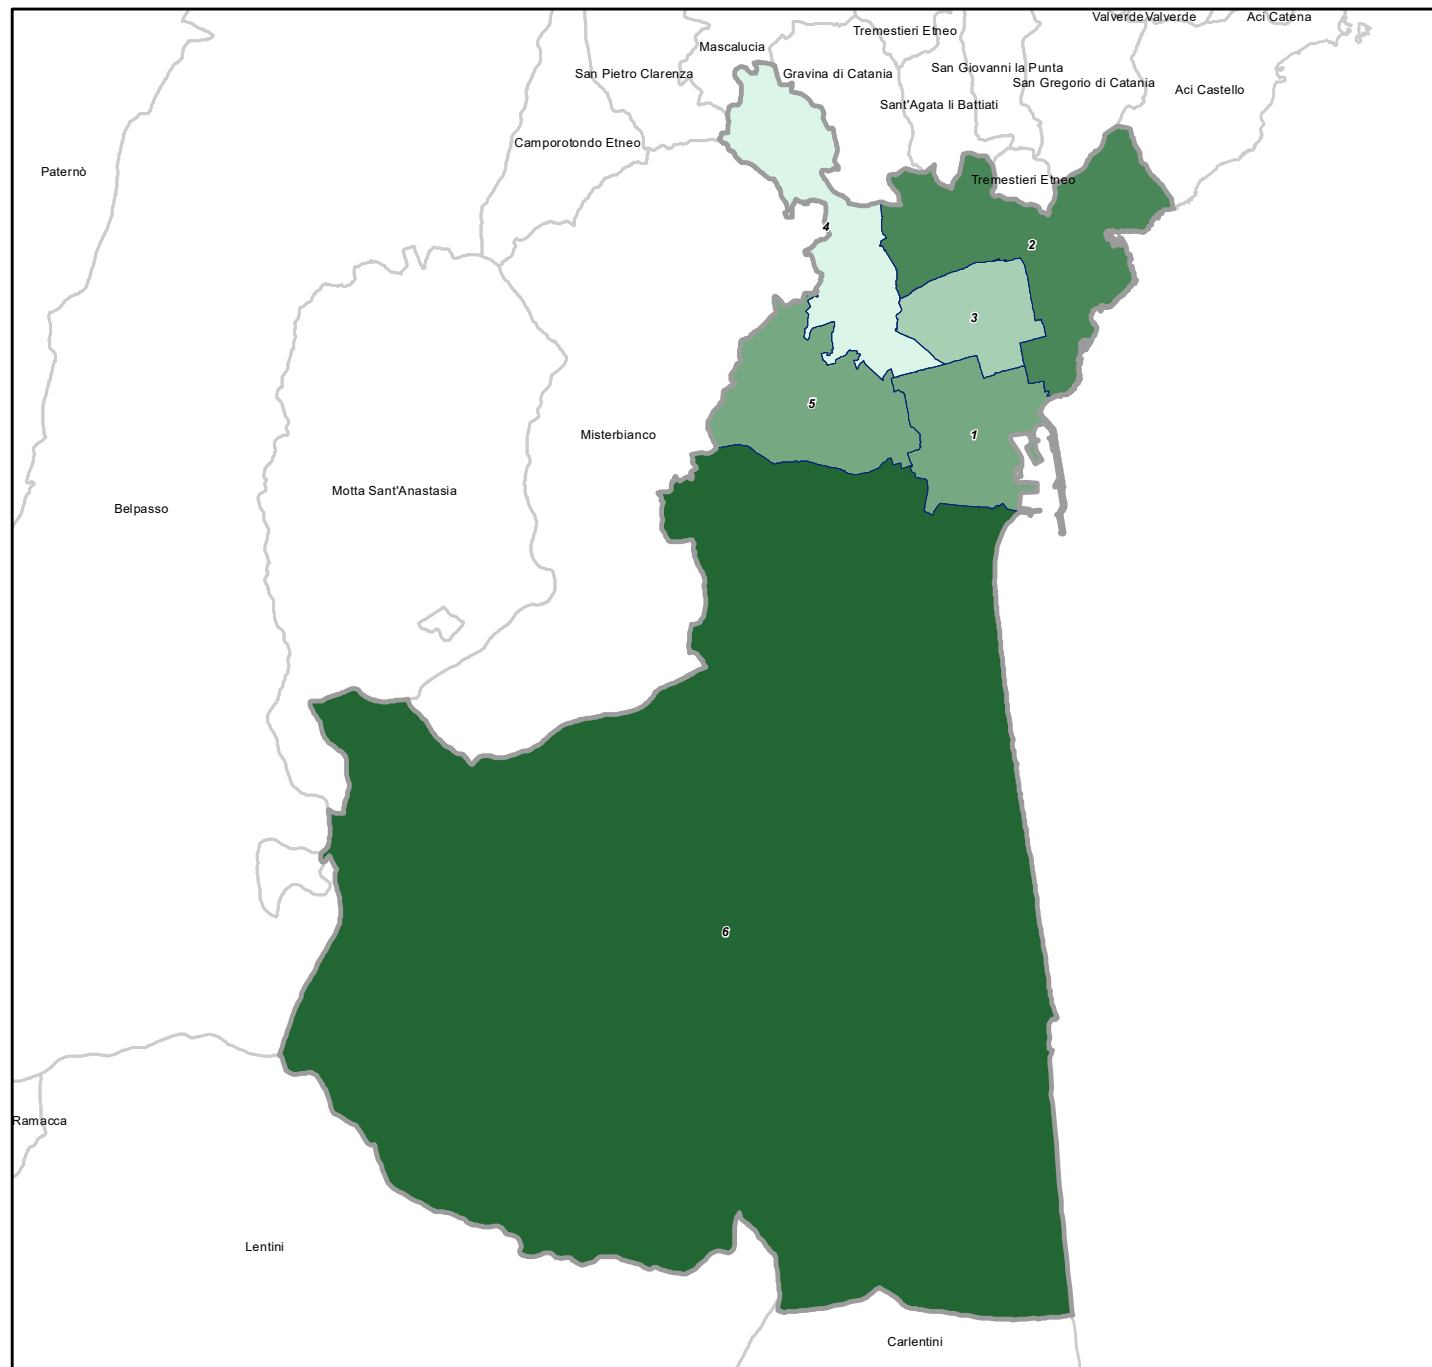 Valverde Valverde
Aci Catena
Tremestieri Etneo
Mascalucia
San Pietro Clarenza
Gravina di Catania
San Giovanni la Punta
San Gregorio di Catania
Aci Castello
Sant'Agata li Battiati
Camporotondo Etneo
Paternò
Tremestieri Etneo
4
2
3
5
Misterbianco
1
Motta Sant'Anastasia
Belpasso
6
Ramacca
Lentini
Carlentini